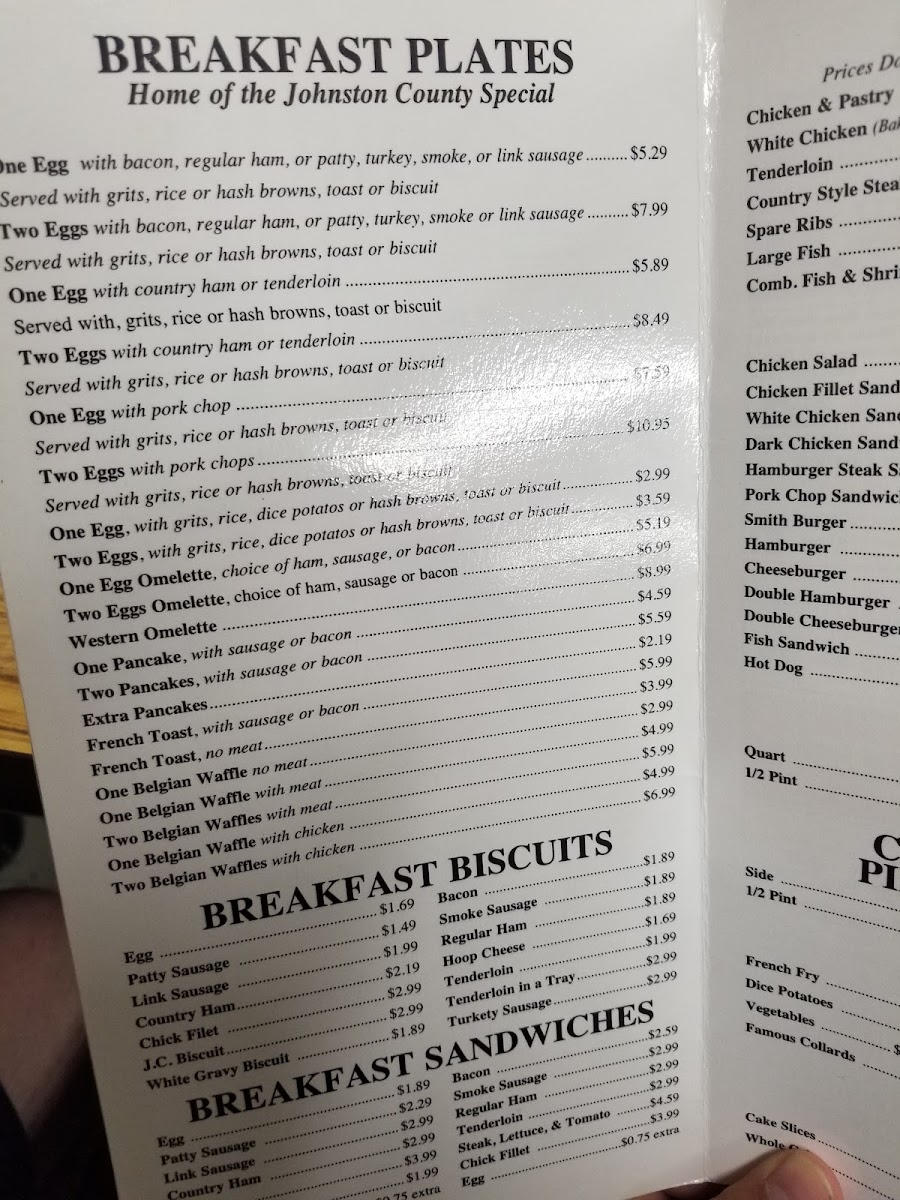 BREAKFAST PLATES
Home of the Johnston County Special
One Egg with bacon, regular ham, or patty, turkey, smoke, or link sausage.........$5.29
Served with grits, rice or hash browns, toast or biscuit
Two Eggs with bacon, regular ham, or patty, turkey, smoke or link sausage..........$7.99
Served with grits, rice or hash browns, toast or biscuit
One Egg with country ham or tenderloin ..........$5.89
Served with, grits, rice or hash browns, toast or biscuit
Two Eggs with country ham or tenderloin ..........$8.49
Served with grits, rice or hash browns, toast or biscuit
One Egg with pork chop ..........$7.59
Served with grits, rice or hash browns, toast or biscuit
Two Eggs with pork chops ..........$10.95
Served with grits, rice or hash browns, toast or biscuit
One Egg, with grits, rice, dice potatos or hash browns, toast or biscuit..........$2.99
Two Eggs, with grits, rice, dice potatos or hash browns, toast or biscuit..........$3.59
One Egg Omelette, choice of ham, sausage, or bacon..........$5.19
Two Eggs Omelette, choice of ham, sausage or bacon ..........$6.99
Western Omelette ..........$8.99
One Pancake, with sausage or bacon ..........$4.59
Two Pancakes, with sausage or bacon ..........$5.59
Extra Pancakes..........$2.19
French Toast, with sausage or bacon ..........$5.99
French Toast, no meat..........$3.99
One Belgian Waffle no meat ..........$2.99
One Belgian Waffle with meat ..........$4.99
Two Belgian Waffles with meat ..........$5.99
One Belgian Waffle with chicken ..........$4.99
Two Belgian Waffles with chicken ..........$6.99
BREAKFAST BISCUITS
Egg ..........$1.69
Patty Sausage ..........$1.49
Link Sausage ..........$1.99
Country Ham..........$2.19
Chick Filet ..........$2.99
J.C. Biscuit..........$2.99
White Gravy Biscuit ..........$1.89
Bacon ..........$1.89
Smoke Sausage ..........$1.89
Regular Ham ..........$1.89
Hoop Cheese ..........$1.69
Tenderloin ..........$1.99
Tenderloin in a Tray..........$2.99
Turkety Sausage..........$2.99
BREAKFAST SANDWICHES
Egg ..........$1.89
Patty Sausage ..........$2.29
Link Sausage ..........$2.99
Country Ham ..........$2.99
$3.99
$1.99
extra
Bacon ..........$2.59
Smoke Sausage ..........$2.99
Regular Ham ..........$2.99
Tenderloin ..........$2.99
Steak, Lettuce, & Tomato ..........$4.59
Chick Fillet ..........$3.99
Egg ..........$0.75 extra
Prices Do
Chicken & Pastry
White Chicken (Bak
Tenderloin ..........
Country Style Stea
Spare Ribs ..........
Large Fish ..........
Comb. Fish & Shri
Chicken Salad ..........
Chicken Fillet Sand
White Chicken San
Dark Chicken Sand
Hamburger Steak S
Pork Chop Sandwic
Smith Burger..........
Hamburger ..........
Cheeseburger ..........
Double Hamburger
Double Cheeseburger
Fish Sandwich ..........
Hot Dog ..........
Quart ..........
1/2 Pint ..........
C
PI
Side ..........
1/2 Pint ..........
French Fry
Dice Potatoes
Vegetables ..........
Famous Collards
Cake Slices..........
Whole